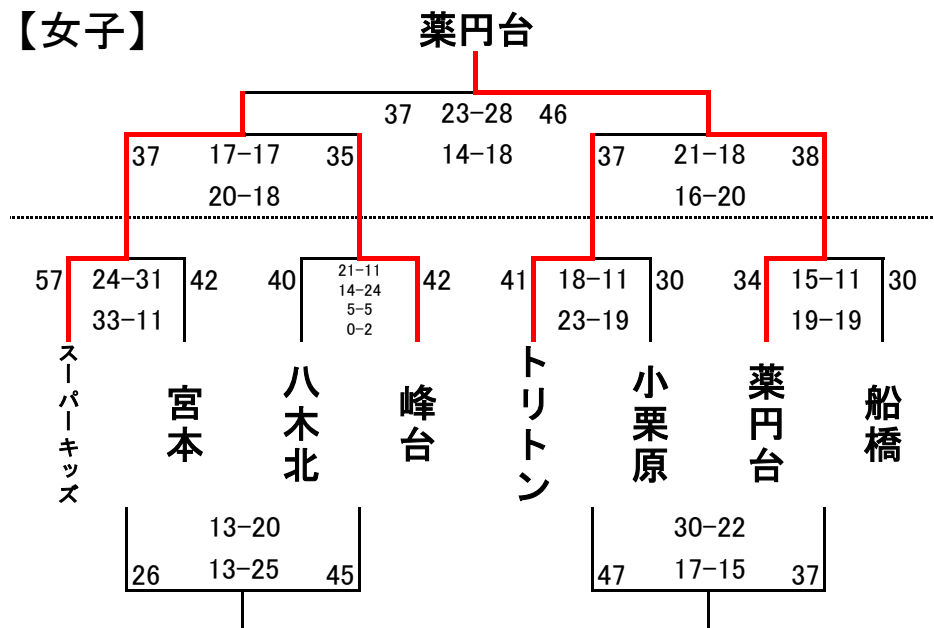 【女子】
薬円台
37 23-28 46
14-18
37 17-17 35
20-18
37 21-18 38
16-20
57 24-31 42
33-11
40 21-11 42
14-24
5-5
0-2
41 18-11 30
23-19
34 15-11 30
19-19
スーパーキッズ
宮本
八木北
峰台
トリトン
小栗原
薬円台
船橋
13-20
26 13-25 45
30-22
47 17-15 37